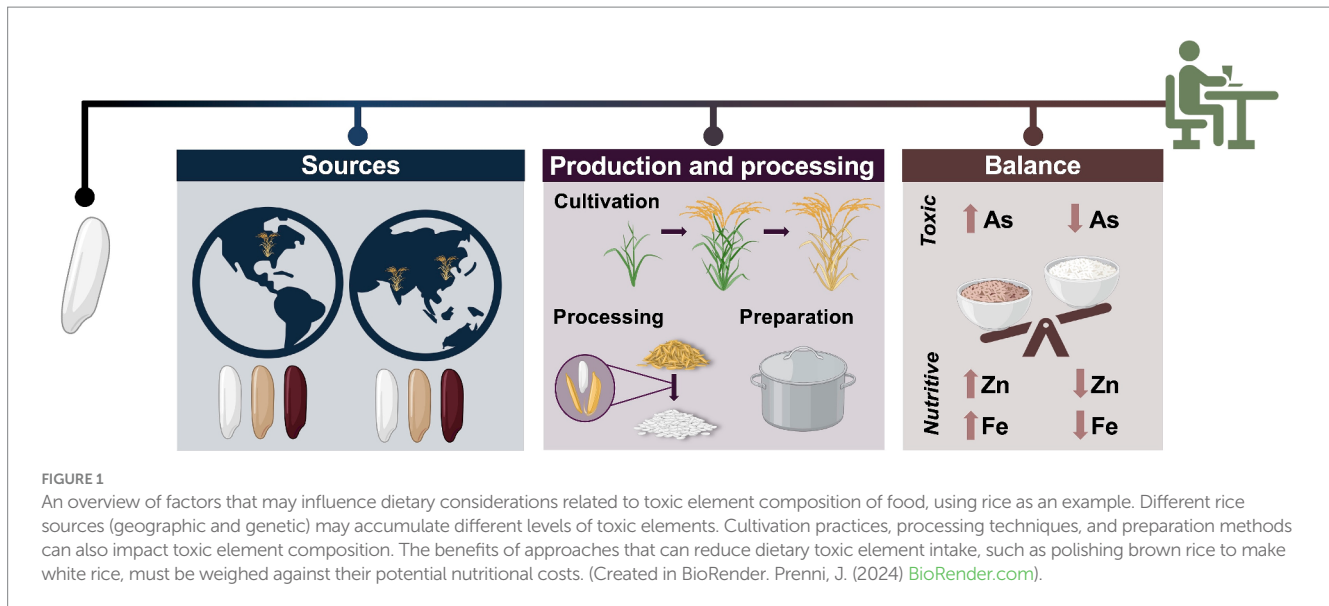 Sources
Production and processing
Cultivation
Processing
Preparation
Balance
Toxic
As
As
Nutritive
Zn
Zn
Fe
Fe
FIGURE 1
An overview of factors that may influence dietary considerations related to toxic element composition of food, using rice as an example. Different rice
sources (geographic and genetic) may accumulate different levels of toxic elements. Cultivation practices, processing techniques, and preparation methods
can also impact toxic element composition. The benefits of approaches that can reduce dietary toxic element intake, such as polishing brown rice to make
white rice, must be weighed against their potential nutritional costs. (Created in BioRender. Prenni, J. (2024) BioRender.com).